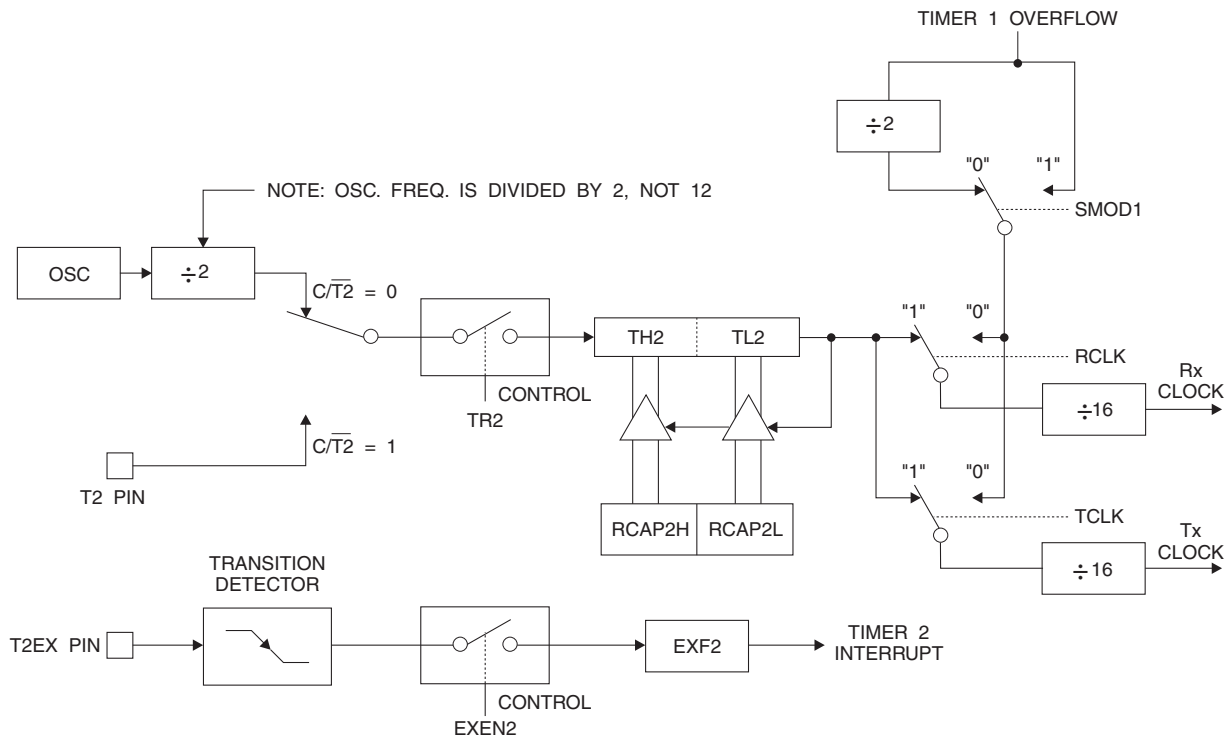 TIMER 1 OVERFLOW
÷2
"0" "1"
NOTE: OSC. FREQ. IS DIVIDED BY 2, NOT 12
SMOD1
OSC
÷2
C/T̅2̅ = 0
"1" "0"
TH2 TL2
RCLK
CONTROL
TR2
Rx
CLOCK
÷16
C/T̅2̅ = 1
T2 PIN
"1" "0"
RCAP2H RCAP2L
TCLK
Tx
CLOCK
÷16
TRANSITION
DETECTOR
T2EX PIN
EXF2
TIMER 2
INTERRUPT
CONTROL
EXEN2